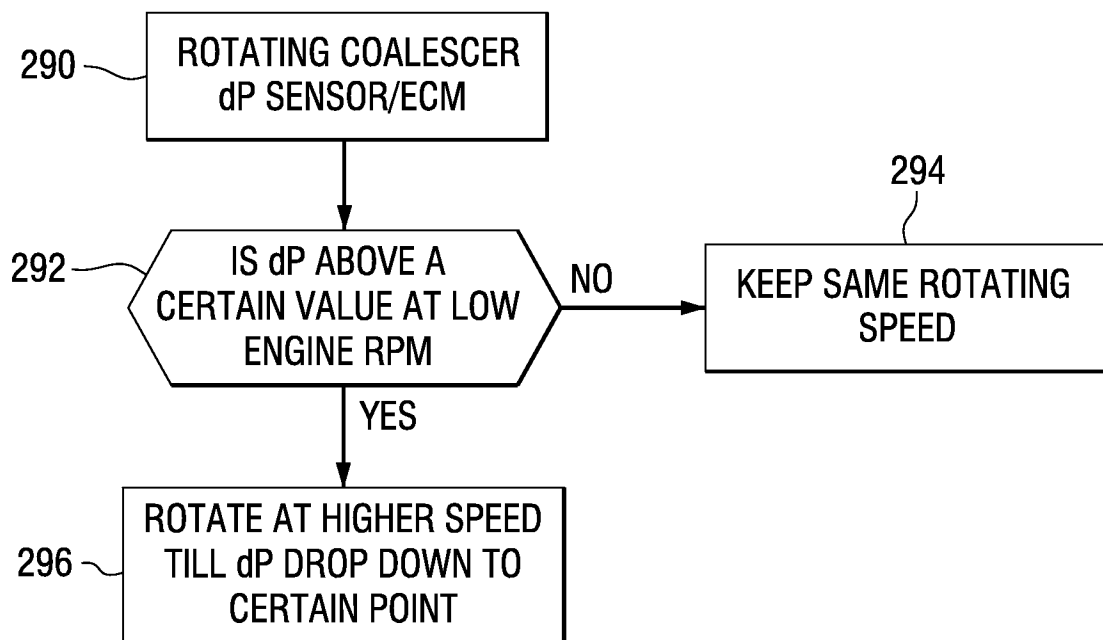 290
ROTATING COALESCER
dP SENSOR/ECM
292
IS dP ABOVE A
CERTAIN VALUE AT LOW
ENGINE RPM
NO
294
KEEP SAME ROTATING
SPEED
YES
296
ROTATE AT HIGHER SPEED
TILL dP DROP DOWN TO
CERTAIN POINT